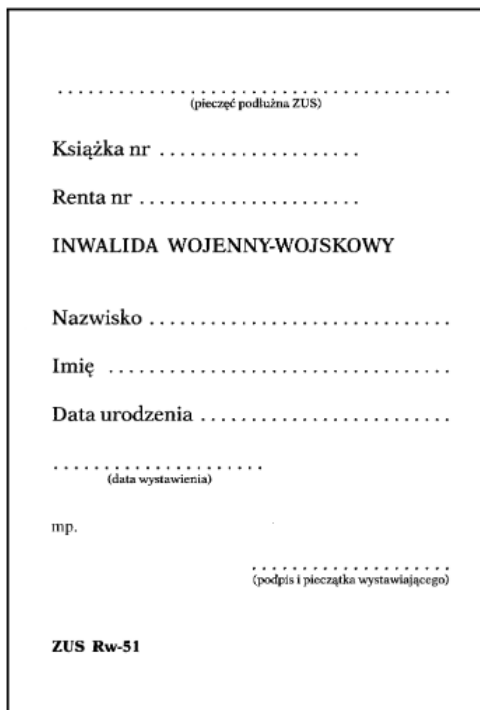 . . . . . . . . . . . . . . . . . . . . . . . . . . . . . . . . . . . . . . .
(pieczęć podłużna ZUS)
Książka nr . . . . . . . . . . . . . . . . . . . .
Renta nr . . . . . . . . . . . . . . . . . . . . . .
INWALIDA WOJENNY-WOJSKOWY
Nazwisko . . . . . . . . . . . . . . . . . . . . . . . . . . . . . .
Imię . . . . . . . . . . . . . . . . . . . . . . . . . . . . . . . . . .
Data urodzenia . . . . . . . . . . . . . . . . . . . . . . . . .
. . . . . . . . . . . . . . . . . . . . .
(data wystawienia)
mp.
. . . . . . . . . . . . . . . . . . . .
(podpis i pieczątka wystawiającego)
ZUS Rw-51